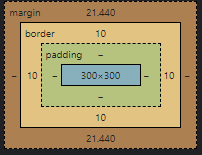 margin 21.440
border 10
padding –
– 10 – 300×300 – 10 –
–
10
21.440